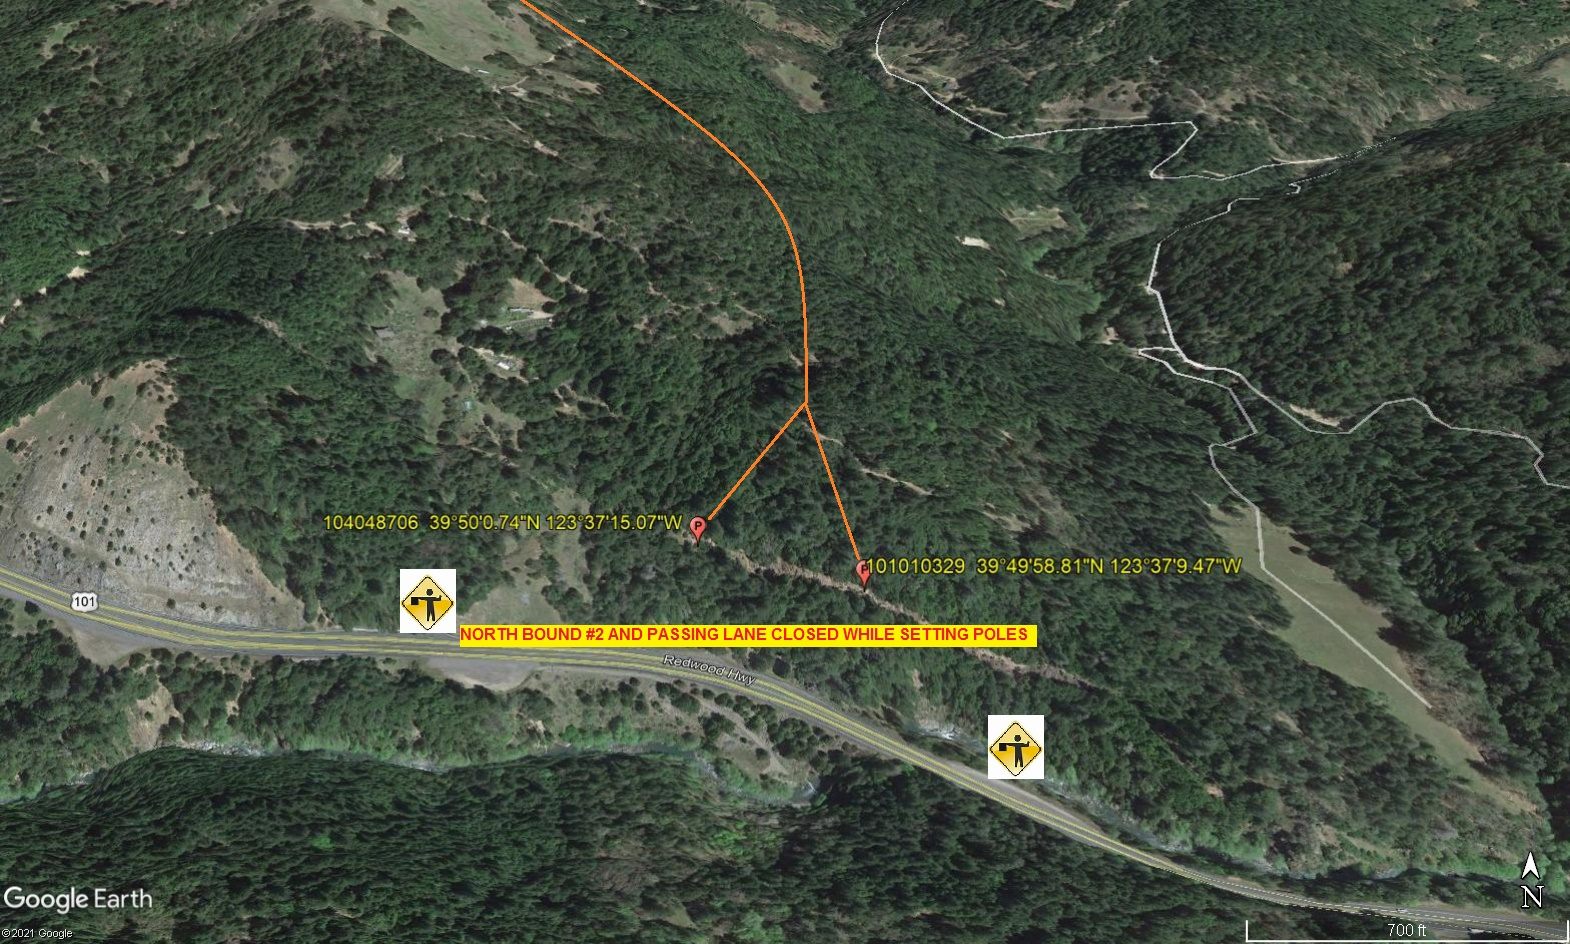 104048706 39°50'0.74"N 123°37'15.07"W
101010329 39°49'58.81"N 123°37'9.47"W
101
NORTH BOUND #2 AND PASSING LANE CLOSED WHILE SETTING POLES
Redwood Hwy
Google Earth
N
©2021 Google
700 ft